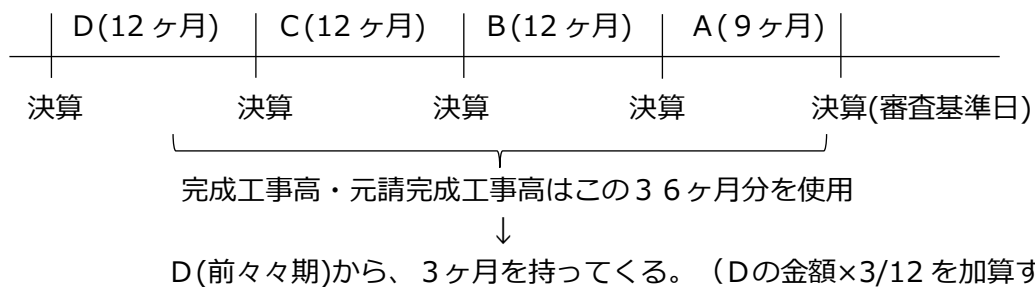 D(12ヶ月) C(12ヶ月) B(12ヶ月) A(9ヶ月)
決算 決算 決算 決算 決算(審査基準日)
完成工事高・元請完成工事高はこの36ヶ月分を使用
↓
D(前々々期)から、3ヶ月を持ってくる。(Dの金額×3/12を加算す